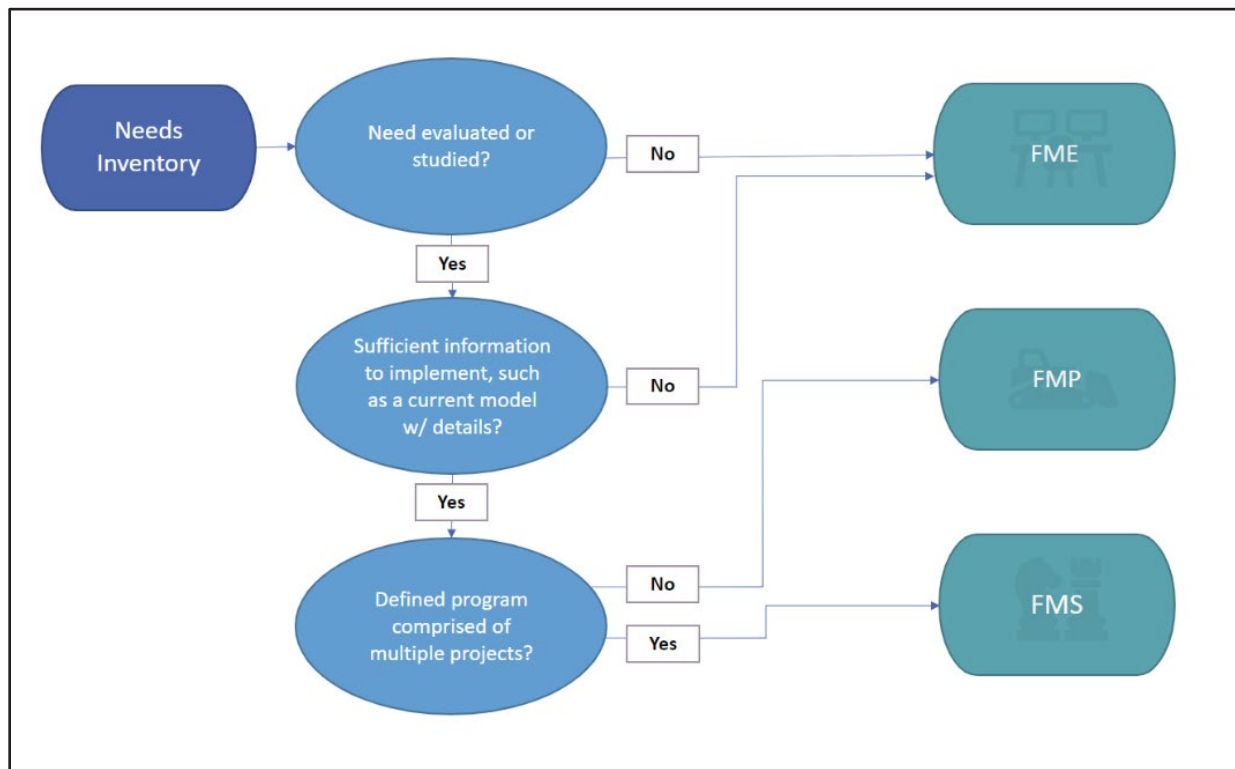 Needs
Inventory
Need evaluated or
studied?
No
FME
Yes
Sufficient information
to implement, such
as a current model
w/ details?
No
FMP
Yes
Defined program
comprised of
multiple projects?
No
Yes
FMS